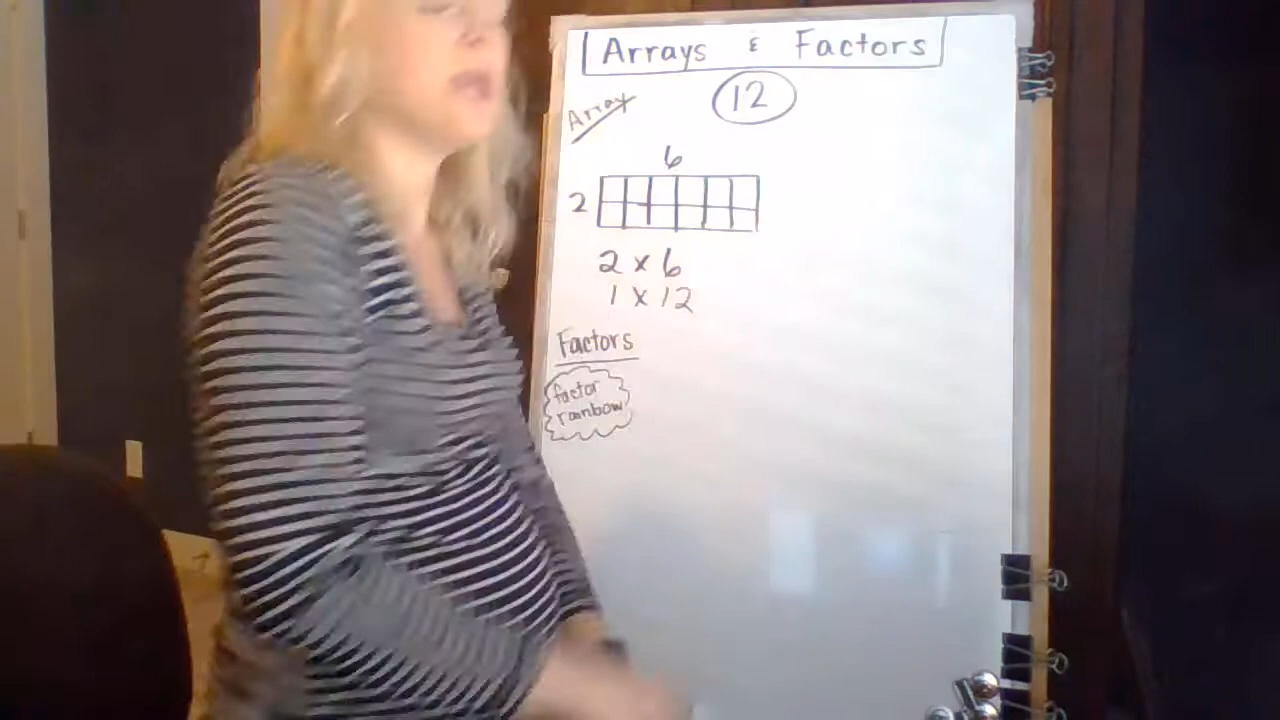 Arrays & Factors
12
Array
6
2
2 x 6
1 x 12
Factors
factor
rainbow